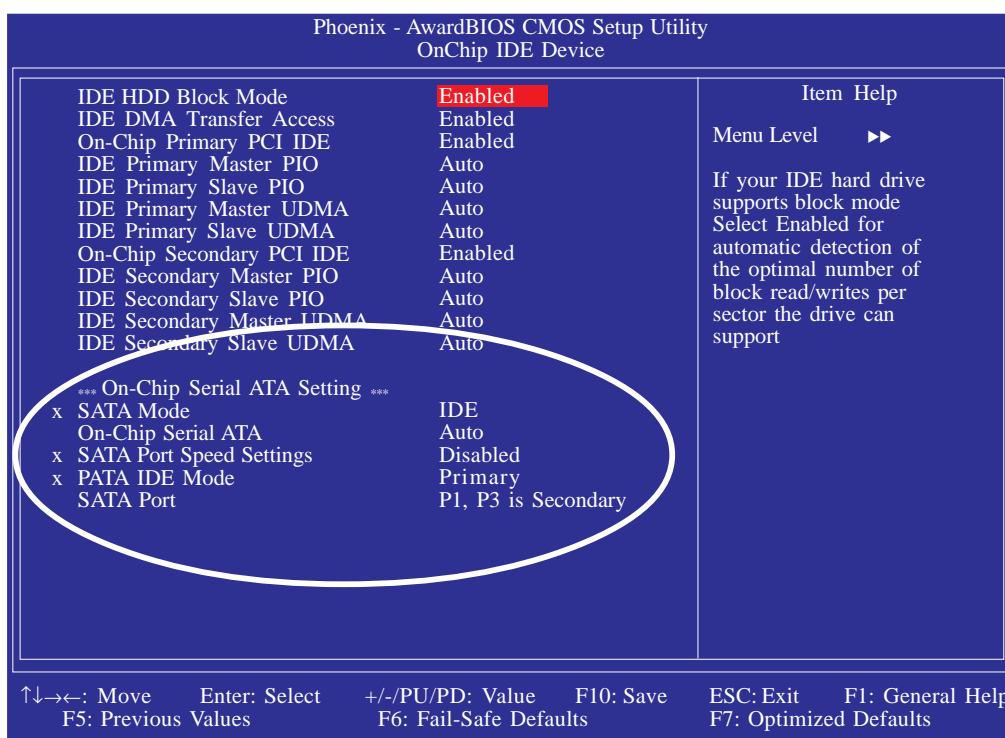 Phoenix - AwardBIOS CMOS Setup Utility
OnChip IDE Device
IDE HDD Block Mode Enabled
IDE DMA Transfer Access Enabled
On-Chip Primary PCI IDE Enabled
IDE Primary Master PIO Auto
IDE Primary Slave PIO Auto
IDE Primary Master UDMA Auto
IDE Primary Slave UDMA Auto
On-Chip Secondary PCI IDE Enabled
IDE Secondary Master PIO Auto
IDE Secondary Slave PIO Auto
IDE Secondary Master UDMA Auto
IDE Secondary Slave UDMA Auto
*** On-Chip Serial ATA Setting ***
x SATA Mode IDE
On-Chip Serial ATA Auto
x SATA Port Speed Settings Disabled
x PATA IDE Mode Primary
SATA Port P1, P3 is Secondary
Item Help
Menu Level ▸▸
If your IDE hard drive
supports block mode
Select Enabled for
automatic detection of
the optimal number of
block read/writes per
sector the drive can
support
↑↓→←: Move Enter: Select +/-/PU/PD: Value F10: Save ESC: Exit F1: General Help
F5: Previous Values F6: Fail-Safe Defaults F7: Optimized Defaults